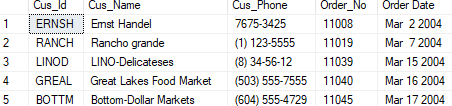 Cus_Id Cus_Name Cus_Phone Order_No Order Date
1 ERNSH Ernst Handel 7675-3425 11008 Mar 2 2004
2 RANCH Rancho grande (1) 123-5555 11019 Mar 7 2004
3 LINOD LINO-Delicateses (8) 34-56-12 11039 Mar 15 2004
4 GREAL Great Lakes Food Market (503) 555-7555 11040 Mar 16 2004
5 BOTTM Bottom-Dollar Markets (604) 555-4729 11045 Mar 17 2004